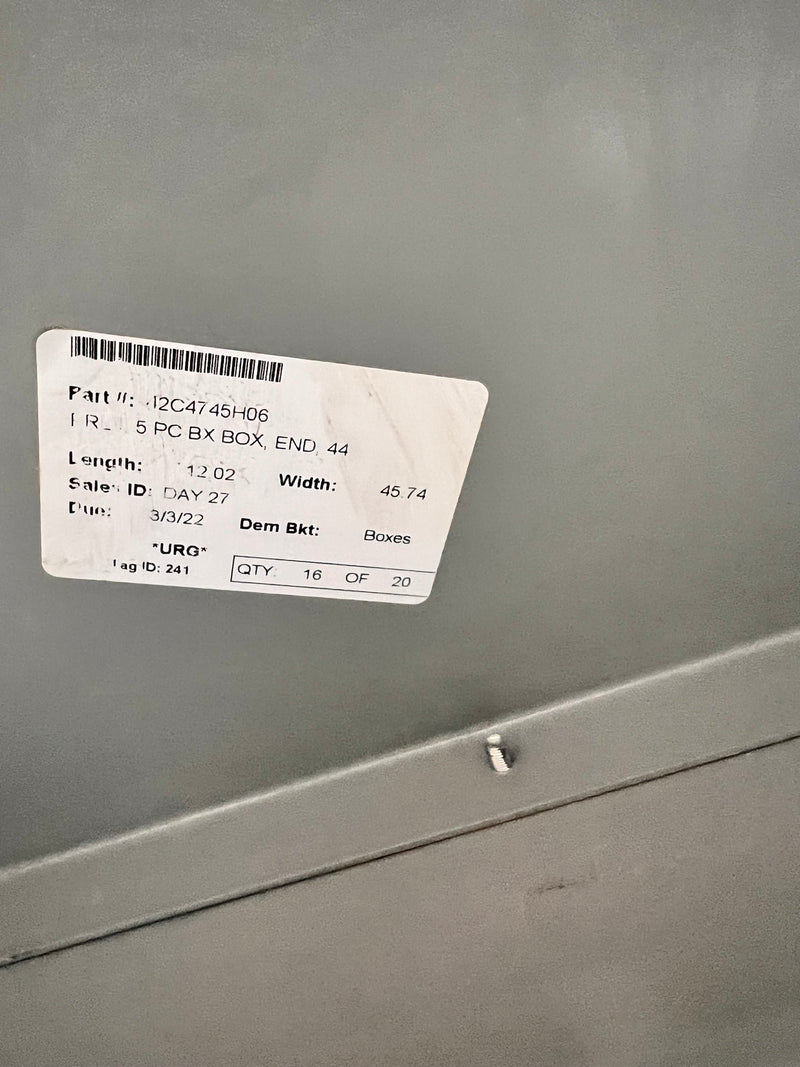 Part #: 12C4745H06
5 PC BX BOX, END, 44
Length: 12.02 Width: 45.74
Sales ID: DAY 27
Due: 3/3/22 Dem Bkt: Boxes
*URG*
Tag ID: 241 QTY: 16 OF 20